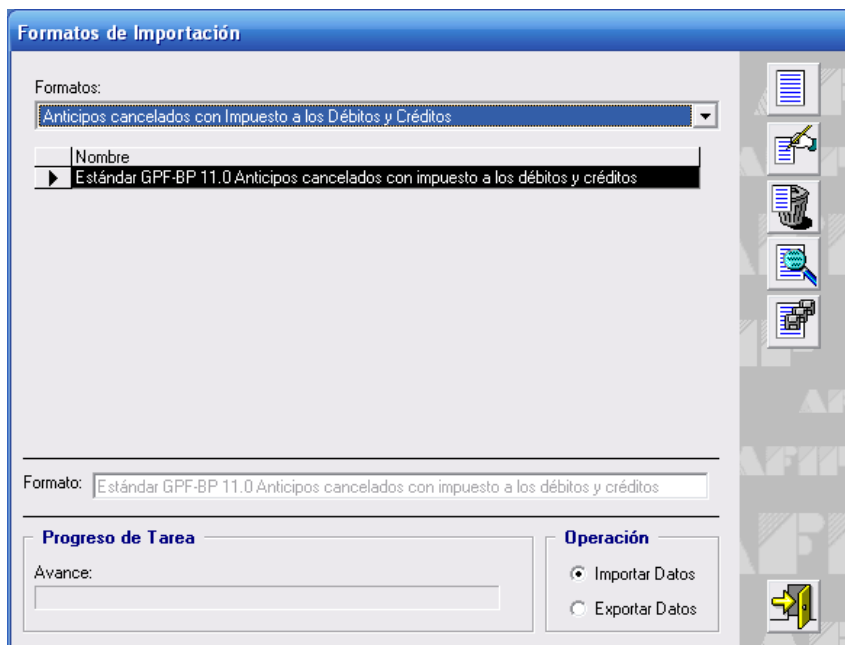 Formatos de Importación
Formatos:
Anticipos cancelados con Impuesto a los Débitos y Créditos
Nombre
Estándar GPF-BP 11.0 Anticipos cancelados con impuesto a los débitos y créditos
Formato: Estándar GPF-BP 11.0 Anticipos cancelados con impuesto a los débitos y créditos
Progreso de Tarea
Avance:
Operación
Importar Datos
Exportar Datos